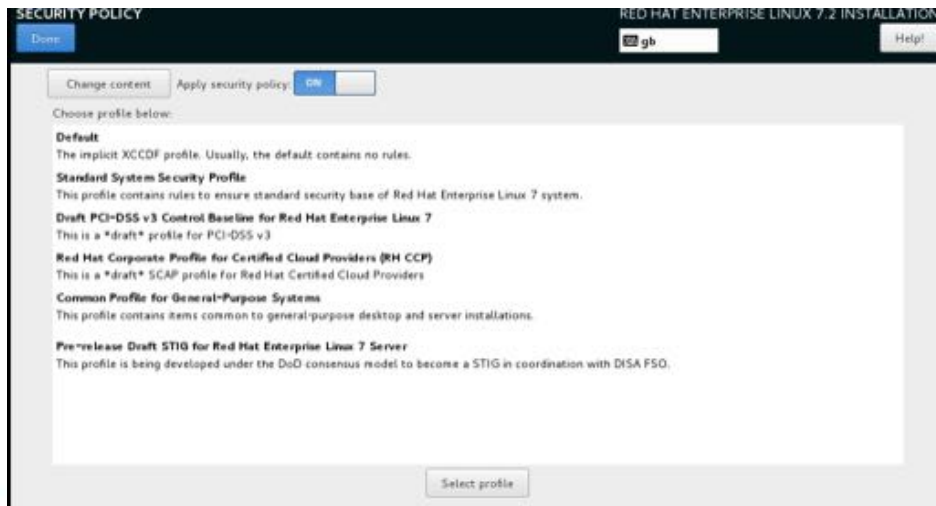 SECURITY POLICY
RED HAT ENTERPRISE LINUX 7.2 INSTALLATION
Done
gb
Help!
Change content
Apply security policy:
ON
Choose profile below:
Default
The implicit XCCDF profile. Usually, the default contains no rules.
Standard System Security Profile
This profile contains rules to ensure standard security base of Red Hat Enterprise Linux 7 system.
Draft PCI-DSS v3 Control Baseline for Red Hat Enterprise Linux 7
This is a *draft* profile for PCI-DSS v3
Red Hat Corporate Profile for Certified Cloud Providers (RH CCP)
This is a *draft* SCAP profile for Red Hat Certified Cloud Providers
Common Profile for General-Purpose Systems
This profile contains items common to general-purpose desktop and server installations.
Pre-release Draft STIG for Red Hat Enterprise Linux 7 Server
This profile is being developed under the DoD consensus model to become a STIG in coordination with DISA FSO.
Select profile